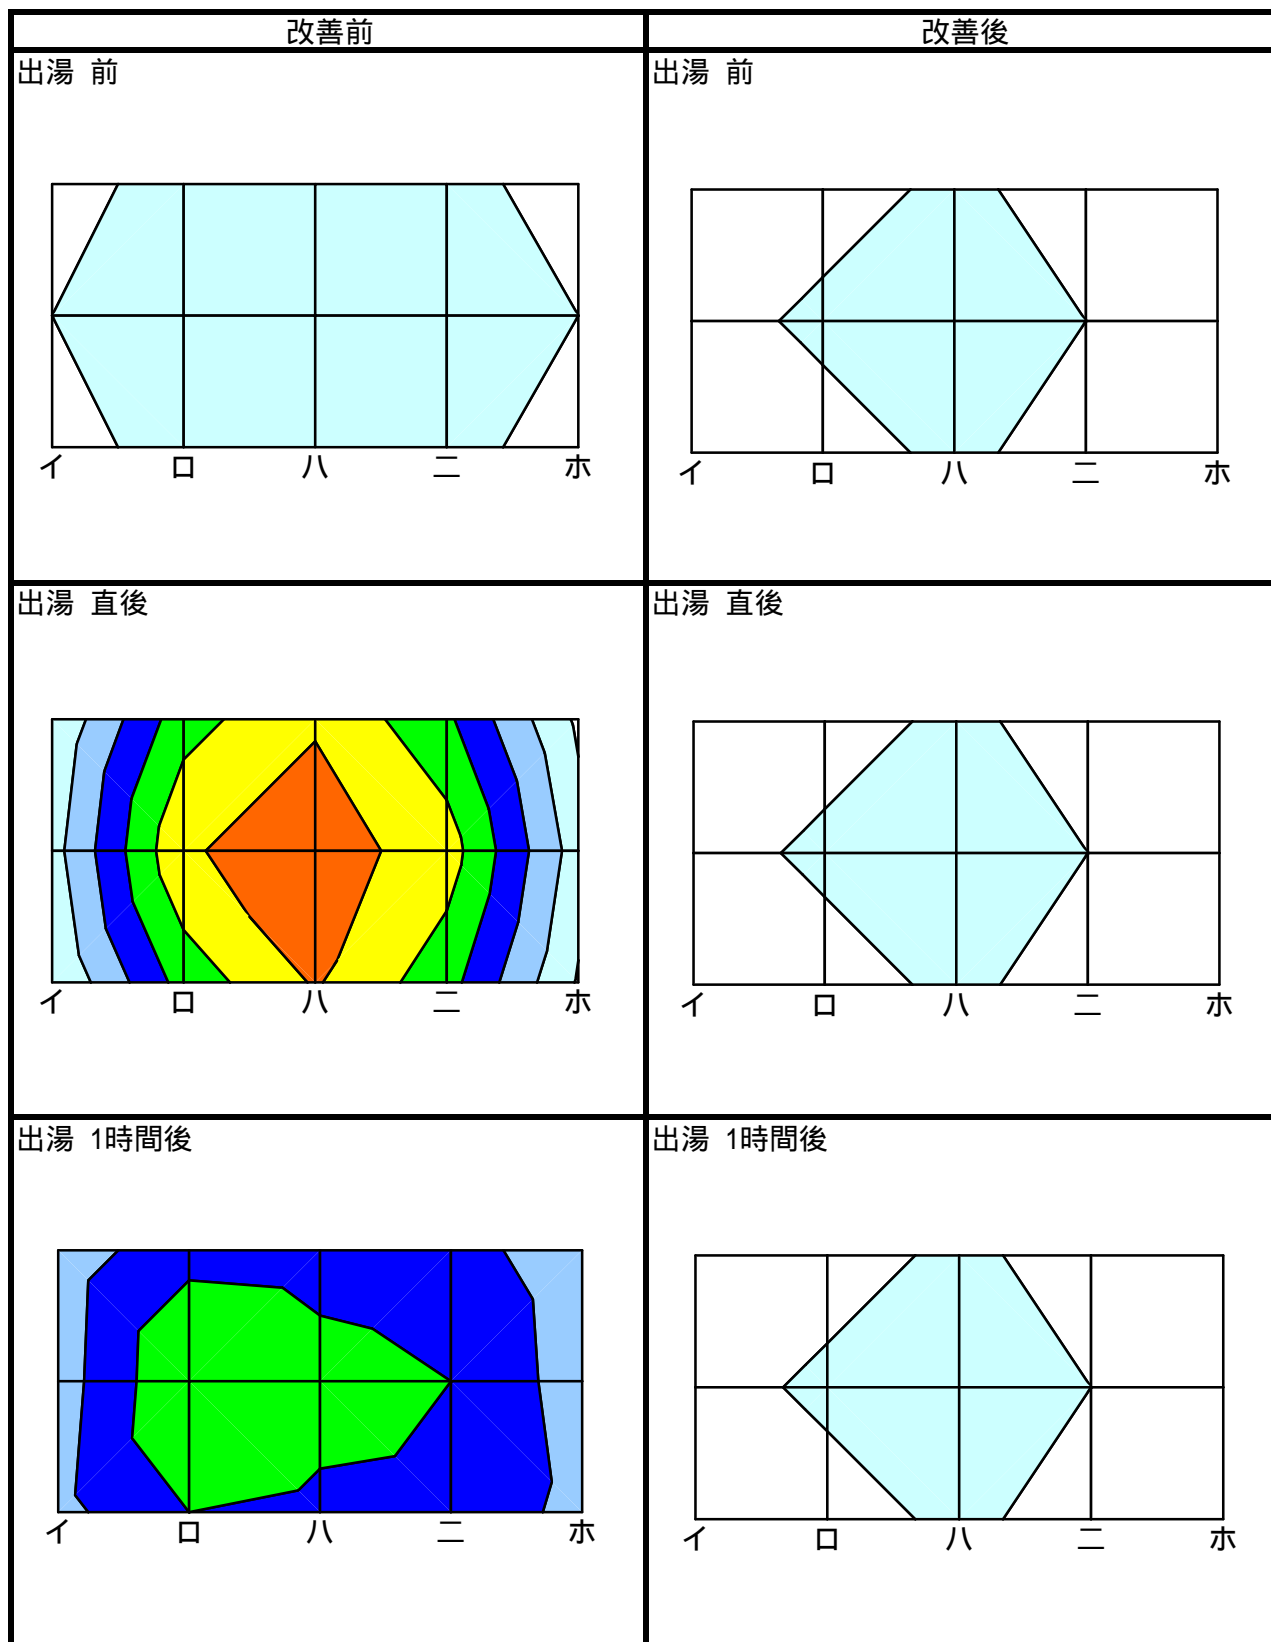 改善前
改善後
出湯 前
出湯 前
イ ロ ハ ニ ホ
イ ロ ハ ニ ホ
出湯 直後
出湯 直後
イ ロ ハ ニ ホ
イ ロ ハ ニ ホ
出湯 1時間後
出湯 1時間後
イ ロ ハ ニ ホ
イ ロ ハ ニ ホ